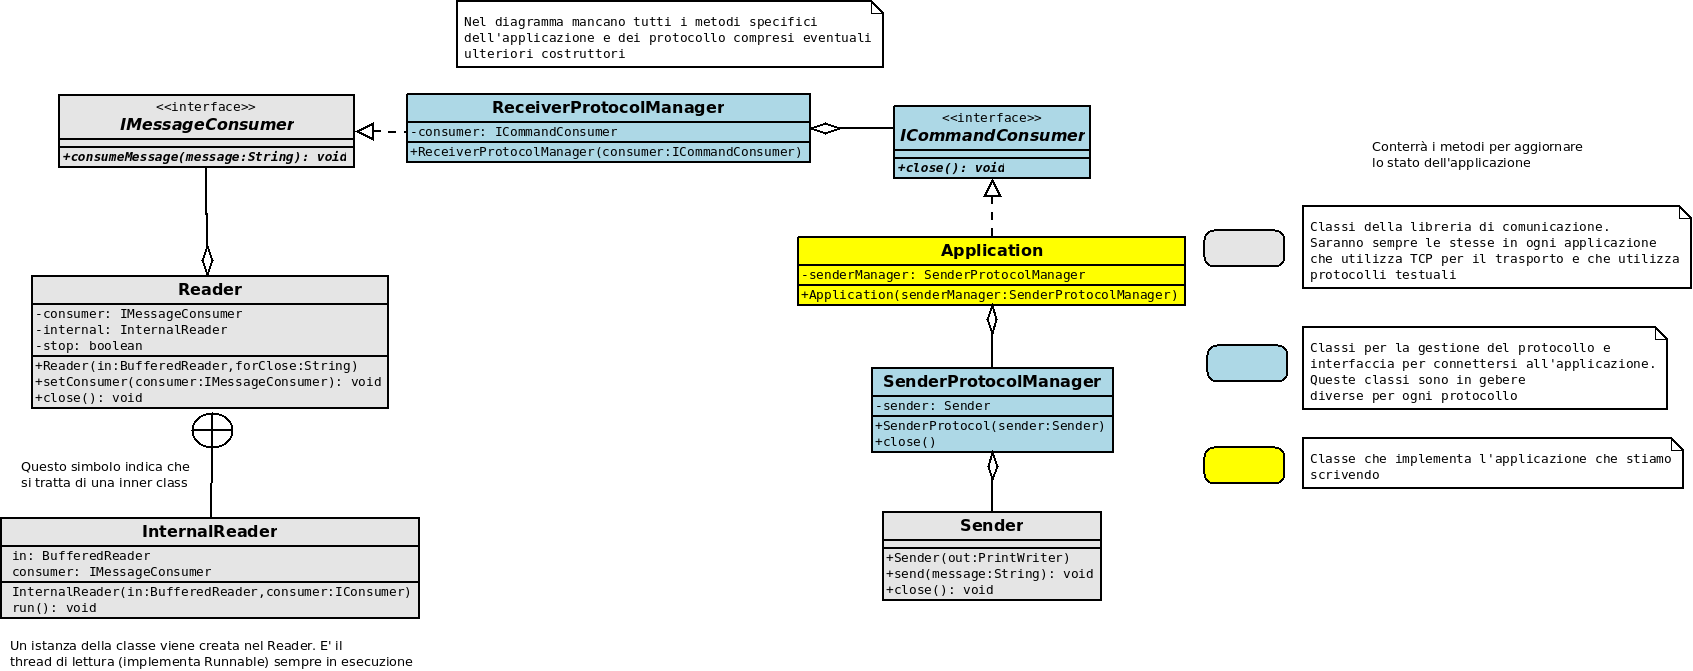 Nel diagramma mancano tutti i metodi specifici
dell'applicazione e dei protocollo compresi eventuali
ulteriori costruttori
<<interface>>
IMessageConsumer
+consumeMessage(message:String): void
ReceiverProtocolManager
-consumer: ICommandConsumer
+ReceiverProtocolManager(consumer:ICommandConsumer)
<<interface>>
ICommandConsumer
+close(): void
Conterrà i metodi per aggiornare
lo stato dell'applicazione
Application
-senderManager: SenderProtocolManager
+Application(senderManager:SenderProtocolManager)
Classi della libreria di comunicazione.
Saranno sempre le stesse in ogni applicazione
che utilizza TCP per il trasporto e che utilizza
protocolli testuali
Reader
-consumer: IMessageConsumer
-internal: InternalReader
-stop: boolean
+Reader(in:BufferedReader,forClose:String)
+setConsumer(consumer:IMessageConsumer): void
+close(): void
SenderProtocolManager
-sender: Sender
+SenderProtocol(sender:Sender)
+close()
Classi per la gestione del protocollo e
interfaccia per connettersi all'applicazione.
Queste classi sono in gebere
diverse per ogni protocollo
Questo simbolo indica che
si tratta di una inner class
Classe che implementa l'applicazione che stiamo
scrivendo
InternalReader
in: BufferedReader
consumer: IMessageConsumer
InternalReader(in:BufferedReader,consumer:IConsumer)
run(): void
Sender
+Sender(out:PrintWriter)
+send(message:String): void
+close(): void
Un istanza della classe viene creata nel Reader. E' il
thread di lettura (implementa Runnable) sempre in esecuzione